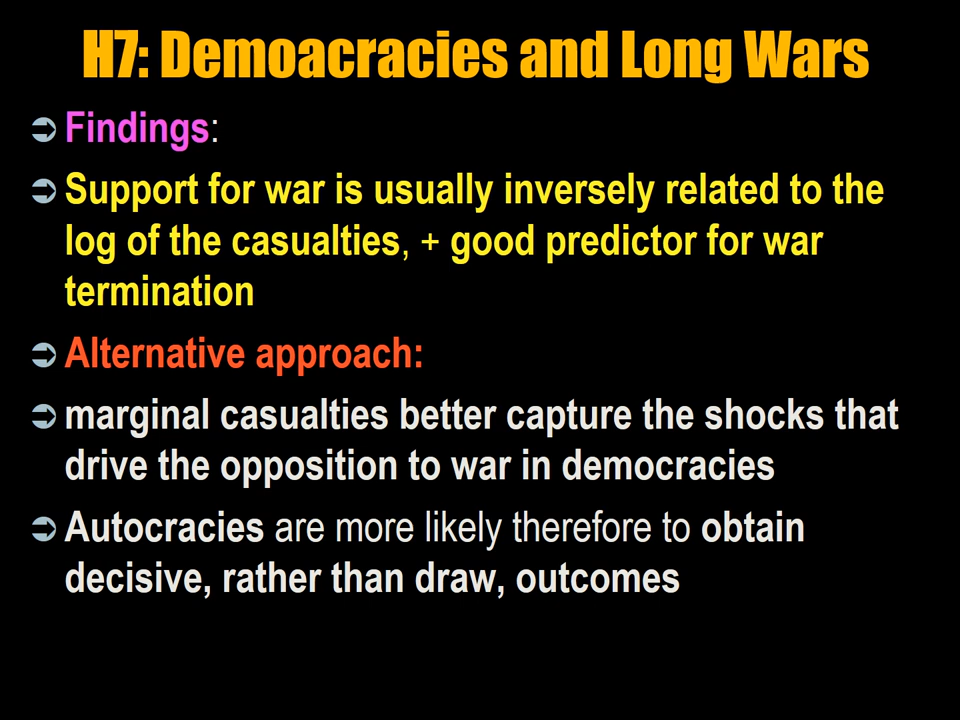 H7: Demoacracies and Long Wars
Findings:
Support for war is usually inversely related to the
log of the casualties, + good predictor for war
termination
Alternative approach:
marginal casualties better capture the shocks that
drive the opposition to war in democracies
Autocracies are more likely therefore to obtain
decisive, rather than draw, outcomes